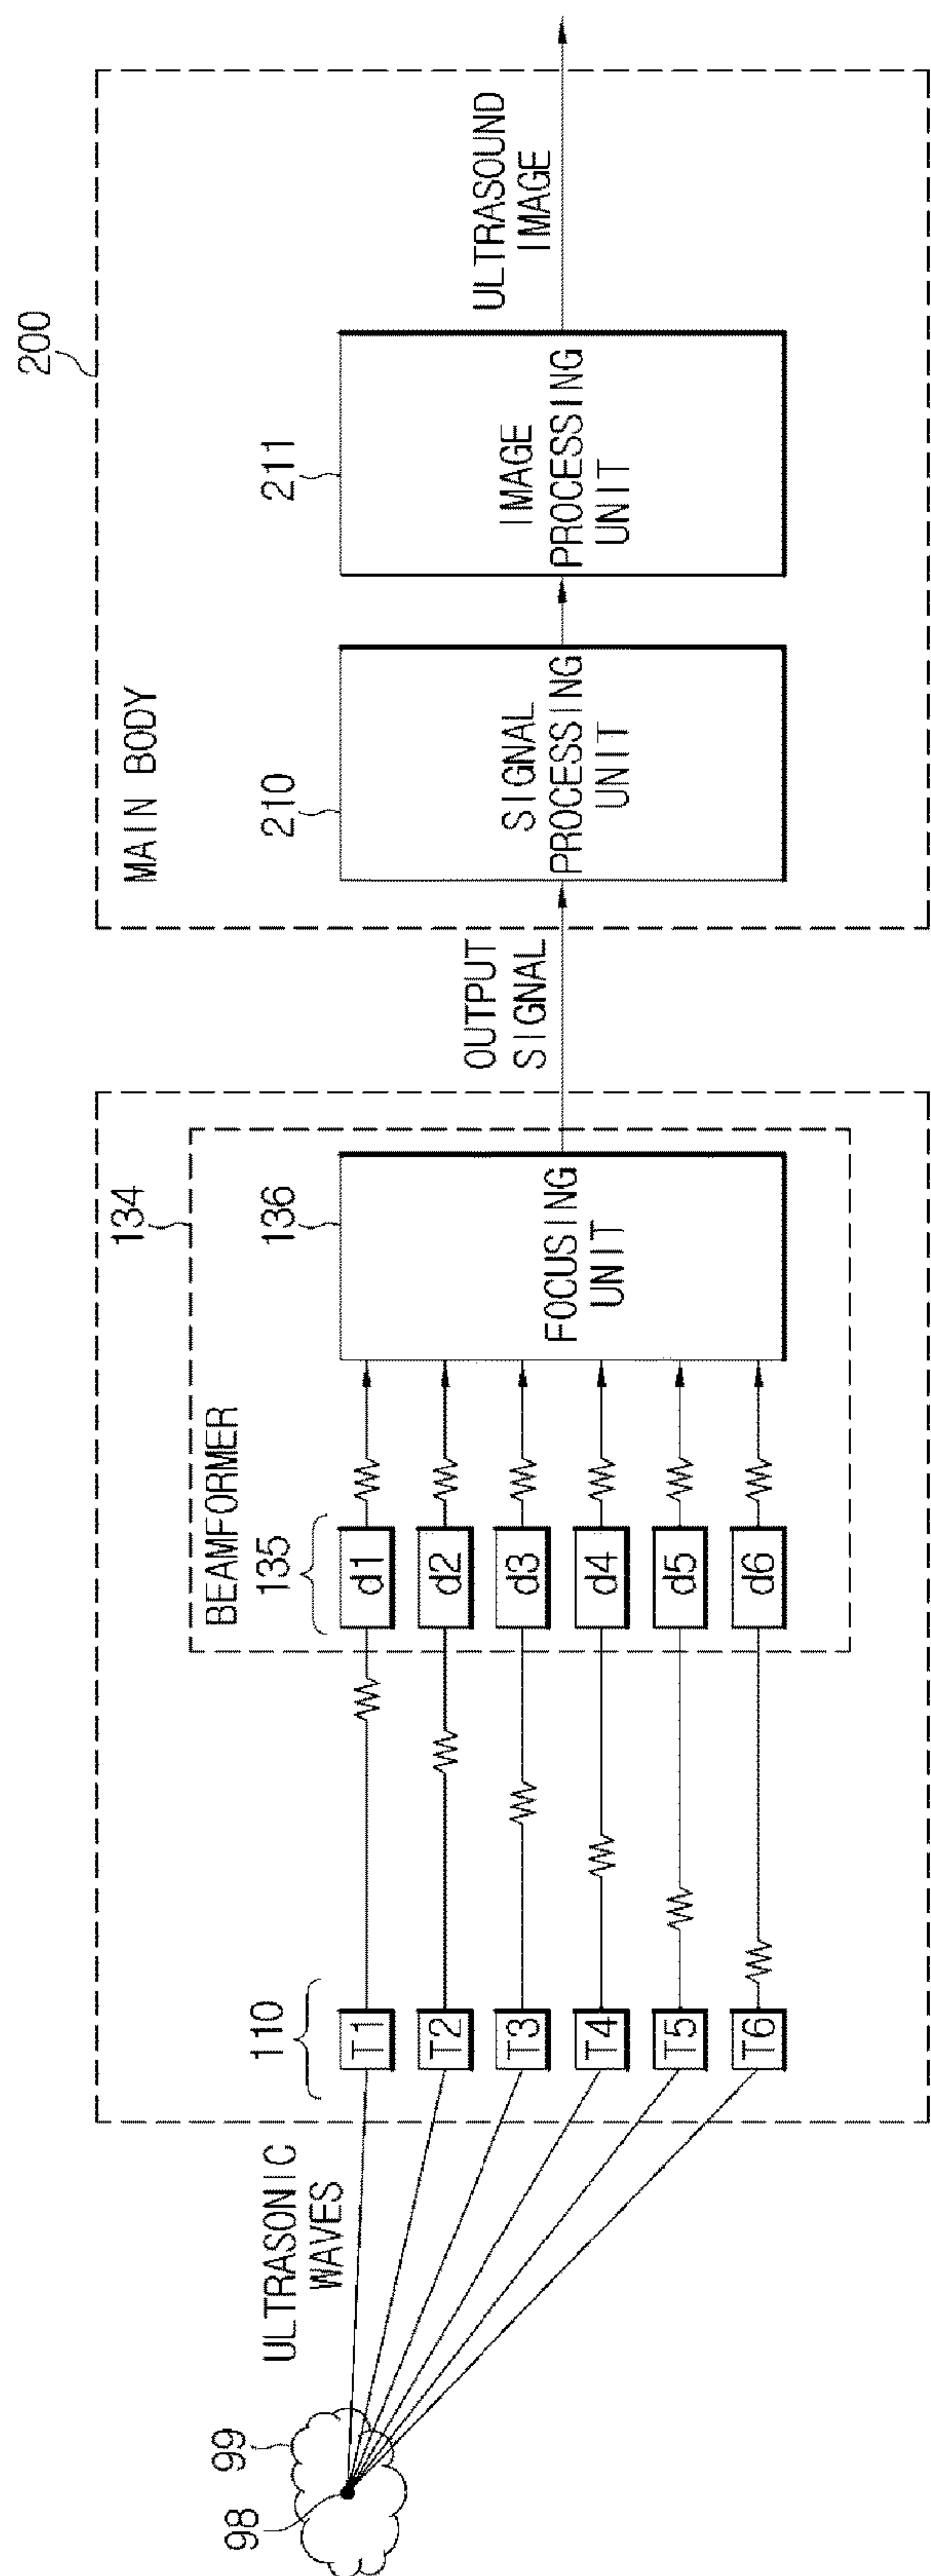 200
MAIN BODY
210
SIGNAL
PROCESSING
UNIT
211
IMAGE
PROCESSING
UNIT
ULTRASOUND
IMAGE
OUTPUT
SIGNAL
134
BEAMFORMER
135
d1
d2
d3
d4
d5
d6
136
FOCUSING
UNIT
110
T1
T2
T3
T4
T5
T6
ULTRASONIC
WAVES
99
98